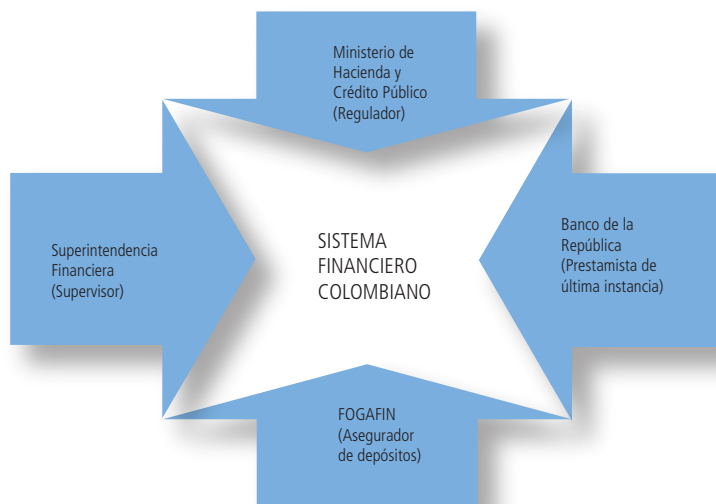 Ministerio de
Hacienda y
Crédito Público
(Regulador)
Superintendencia
Financiera
(Supervisor)
SISTEMA
FINANCIERO
COLOMBIANO
Banco de la
República
(Prestamista de
última instancia)
FOGAFIN
(Asegurador
de depósitos)